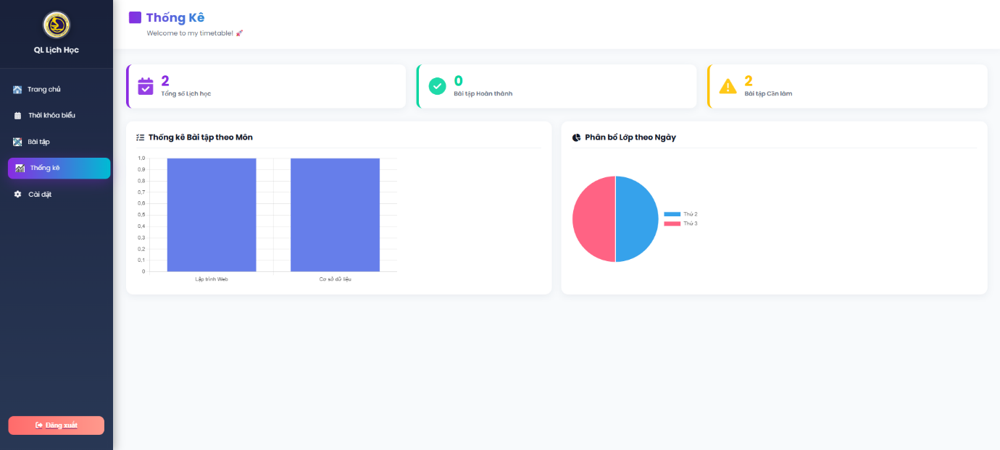 QL Lịch Học
Trang chủ
Thời khóa biểu
Bài tập
Thống kê
Cài đặt
Đăng xuất
Thống Kê
Welcome to my timetable! 🚀
2
Tổng số Lịch học
0
Bài tập Hoàn thành
2
Bài tập Cần làm
Thống kê Bài tập theo Môn
1,0
0,9
0,8
0,7
0,6
0,5
0,4
0,3
0,2
0,1
0
Lập trình Web
Cơ sở dữ liệu
Phân bổ Lớp theo Ngày
Thứ 2
Thứ 3